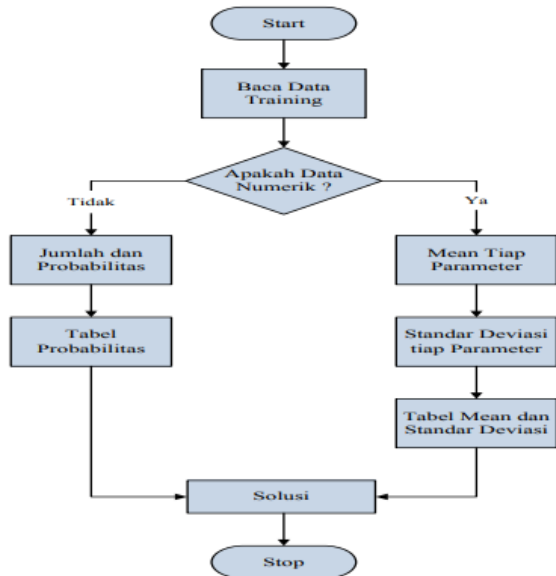 Start
Baca Data
Training
Apakah Data
Numerik ?
Tidak
Ya
Jumlah dan
Probabilitas
Mean Tiap
Parameter
Tabel
Probabilitas
Standar Deviasi
tiap Parameter
Tabel Mean dan
Standar Deviasi
Solusi
Stop